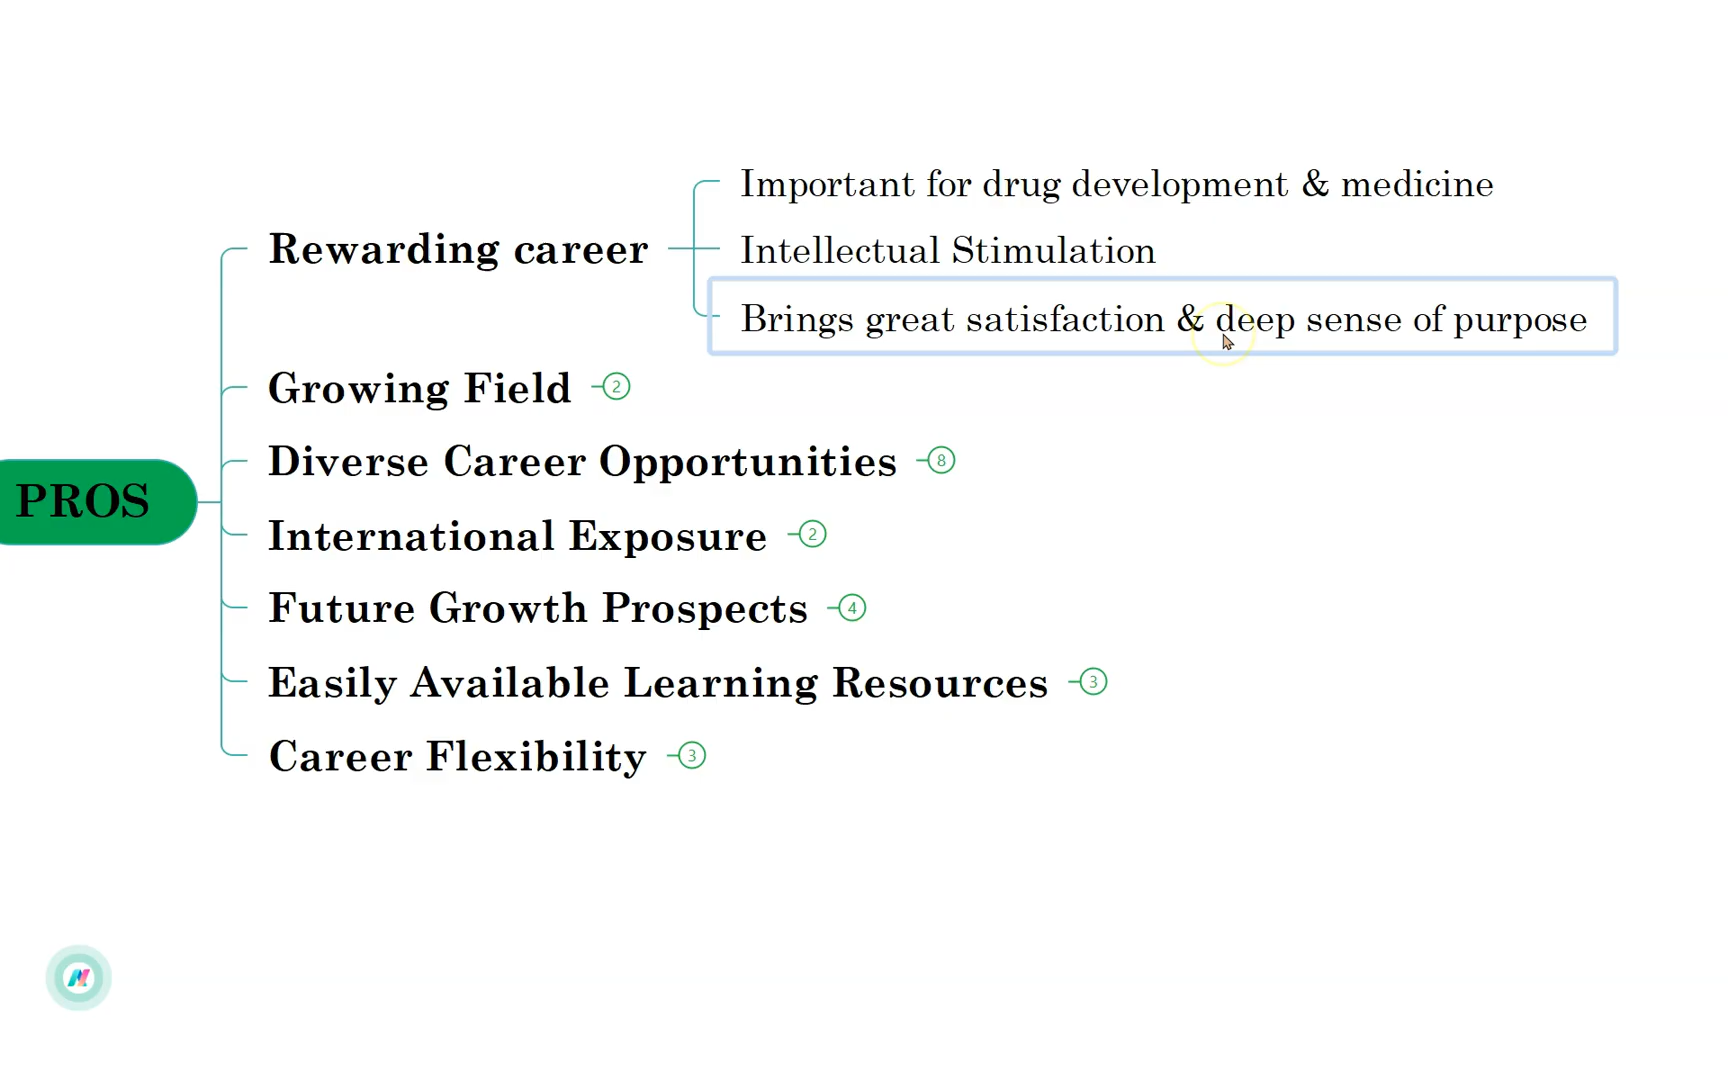 PROS
Rewarding career
Important for drug development & medicine
Intellectual Stimulation
Brings great satisfaction & deep sense of purpose
Growing Field 2
Diverse Career Opportunities 8
International Exposure 2
Future Growth Prospects 4
Easily Available Learning Resources 3
Career Flexibility 3